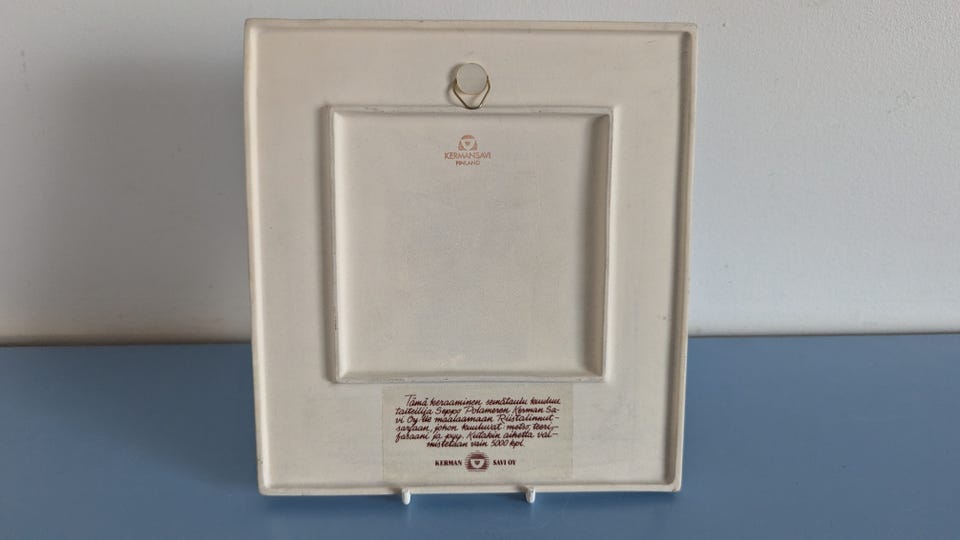 KERMANSAVI
FINLAND
Tämä keraaminen seinätaulu kuuluu
taiteilija Seppo Polameren Kerman Sa-
vi Oy:lle maalaamaan Riistalinnut-
sarjaan, johon kuuluvat metso, teeri,
fasaani ja pyy. Kutakin aihetta val-
mistetaan vain 5000 kpl.
KERMAN SAVI OY